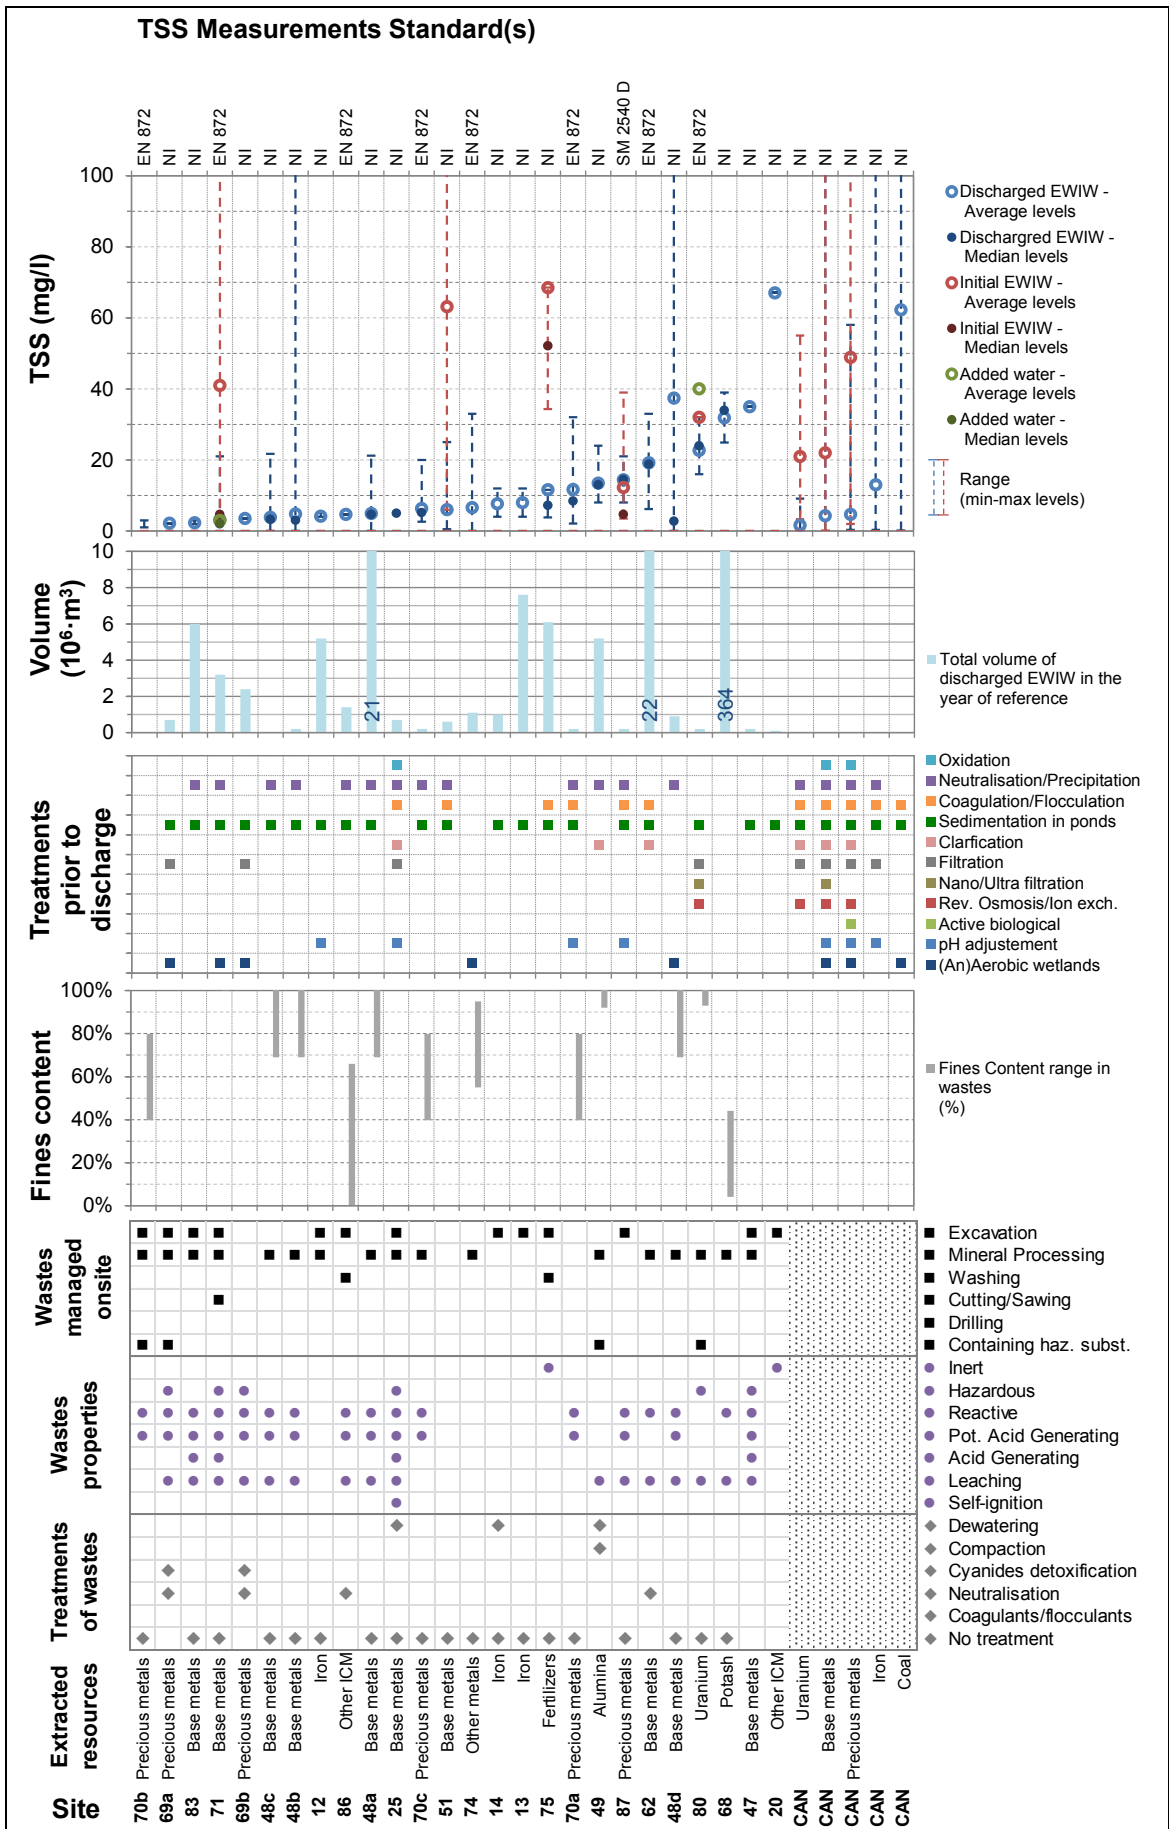 TSS Measurements Standard(s)
EN 872
NI
NI
EN 872
NI
NI
NI
NI
EN 872
NI
NI
EN 872
NI
EN 872
NI
NI
NI
EN 872
NI
SM 2540 D
EN 872
NI
EN 872
NI
NI
NI
NI
NI
NI
NI
NI
TSS (mg/l)
100
80
60
40
20
0
Discharged EWIW -
Average levels
Dischargred EWIW -
Median levels
Initial EWIW -
Average levels
Initial EWIW -
Median levels
Added water -
Average levels
Added water -
Median levels
Range
(min-max levels)
Volume
(10⁶·m³)
10
8
6
4
2
0
21
22
364
Total volume of
discharged EWIW in the
year of reference
Treatments
prior to
discharge
Oxidation
Neutralisation/Precipitation
Coagulation/Flocculation
Sedimentation in ponds
Clarfication
Filtration
Nano/Ultra filtration
Rev. Osmosis/Ion exch.
Active biological
pH adjustement
(An)Aerobic wetlands
Fines content
100%
80%
60%
40%
20%
0%
Fines Content range in
wastes
(%)
Wastes
managed
onsite
Excavation
Mineral Processing
Washing
Cutting/Sawing
Drilling
Containing haz. subst.
Wastes
properties
Inert
Hazardous
Reactive
Pot. Acid Generating
Acid Generating
Leaching
Self-ignition
Treatments
of wastes
Dewatering
Compaction
Cyanides detoxification
Neutralisation
Coagulants/flocculants
No treatment
Extracted
resources
Precious metals
Precious metals
Base metals
Base metals
Precious metals
Base metals
Base metals
Iron
Other ICM
Base metals
Base metals
Precious metals
Base metals
Other metals
Iron
Iron
Fertilizers
Precious metals
Alumina
Precious metals
Base metals
Base metals
Uranium
Potash
Base metals
Other ICM
Uranium
Base metals
Precious metals
Iron
Coal
Site
70b
69a
83
71
69b
48c
48b
12
86
48a
25
70c
51
74
14
13
75
70a
49
87
62
48d
80
68
47
20
CAN
CAN
CAN
CAN
CAN